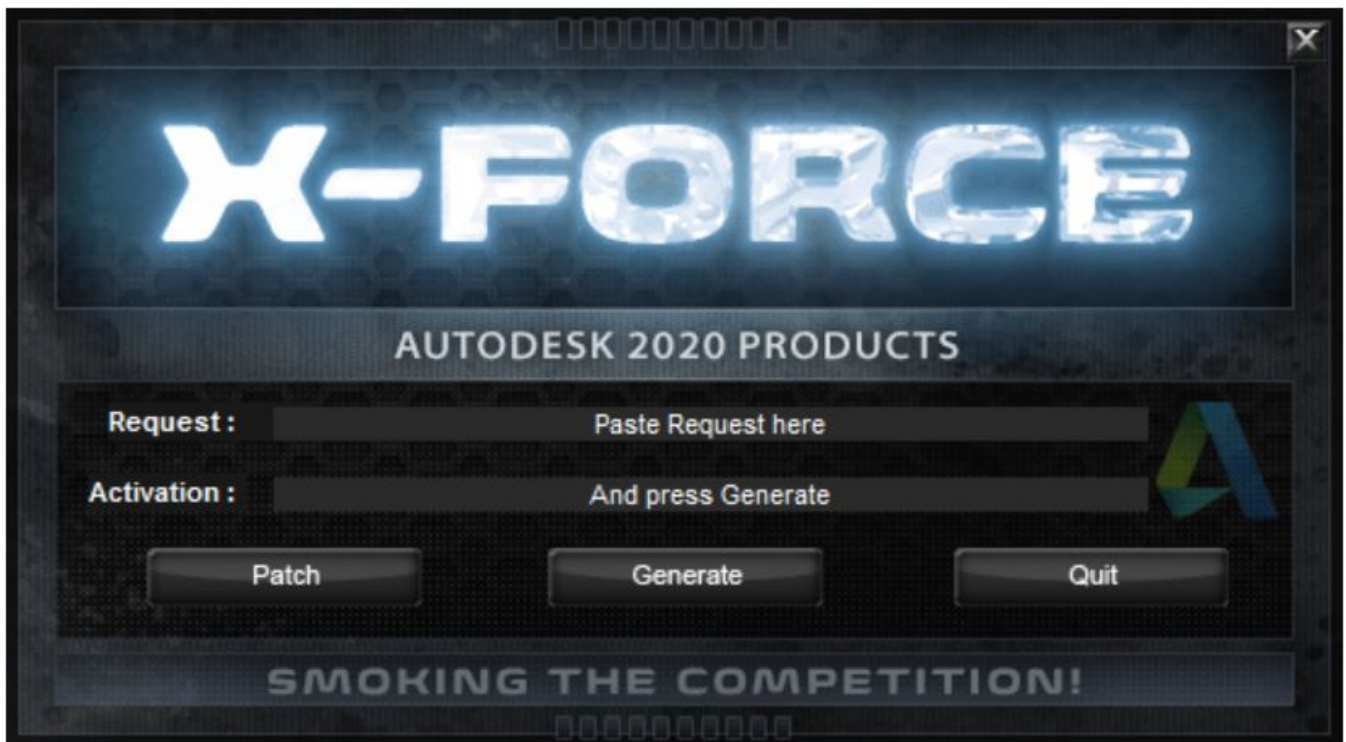 X-FORCE
AUTODESK 2020 PRODUCTS
Request : Paste Request here
Activation : And press Generate
Patch Generate Quit
SMOKING THE COMPETITION!